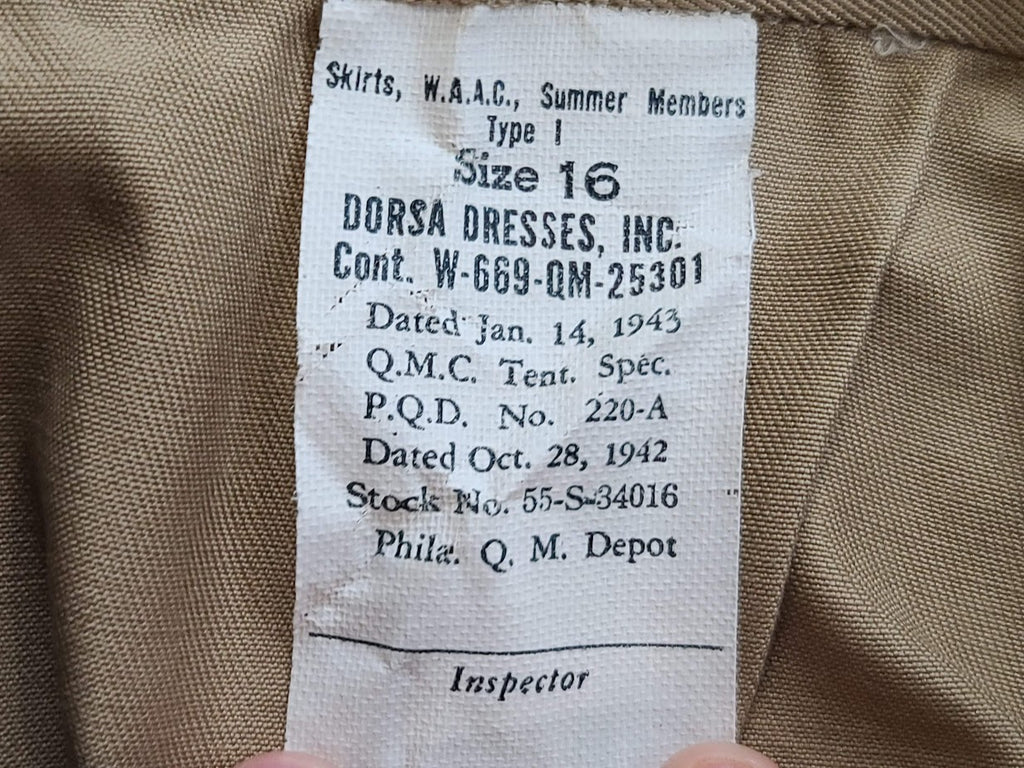 Skirts, W.A.A.C., Summer Members
Type I
Size 16
DORSA DRESSES, INC.
Cont. W-669-QM-25301
Dated Jan. 14, 1943
Q.M.C. Tent. Spec.
P.Q.D. No. 220-A
Dated Oct. 28, 1942
Stock No. 55-S-34016
Phila. Q. M. Depot
Inspector